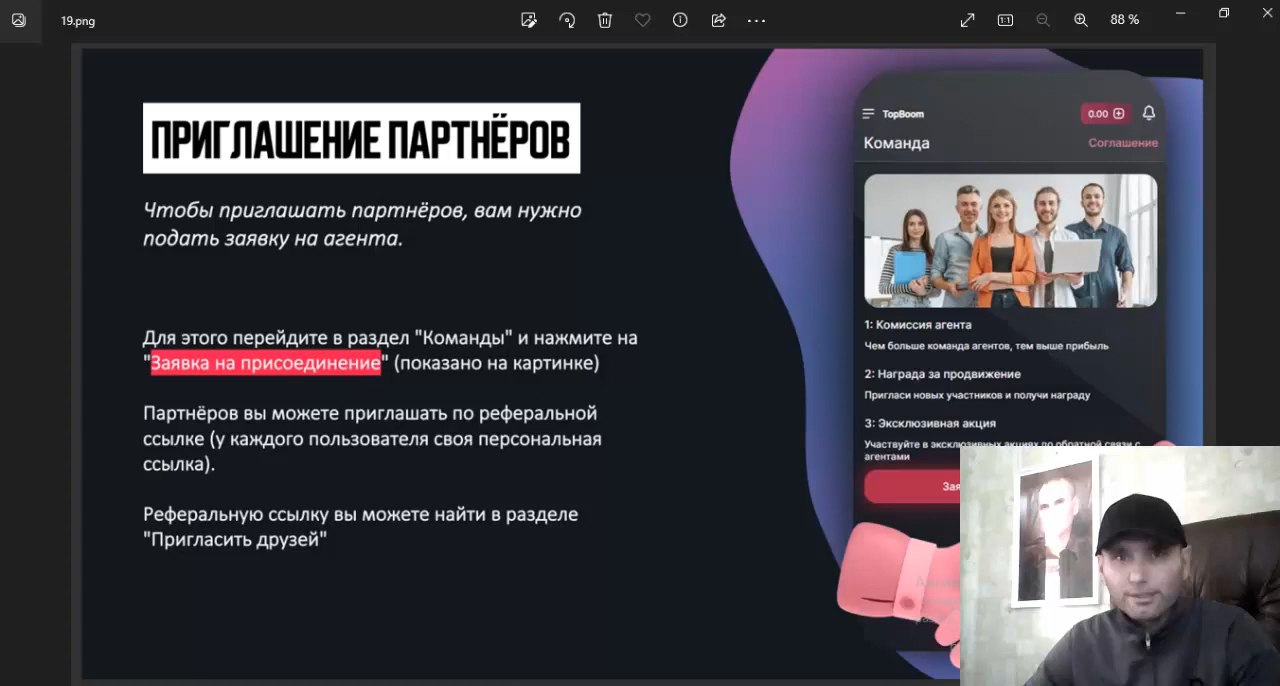 19.png
88 %
ПРИГЛАШЕНИЕ ПАРТНЁРОВ
Чтобы приглашать партнёров, вам нужно
подать заявку на агента.
Для этого перейдите в раздел "Команды" и нажмите на
"Заявка на присоединение" (показано на картинке)
Партнёров вы можете приглашать по реферальной
ссылке (у каждого пользователя своя персональная
ссылка).
Реферальную ссылку вы можете найти в разделе
"Пригласить друзей"
TopBoom
0.00
Команда
Соглашение
1: Комиссия агента
Чем больше команда агентов, тем выше прибыль
2: Награда за продвижение
Пригласи новых участников и получи награду
3: Эксклюзивная акция
Участвуйте в эксклюзивных акциях по обратной связи с
агентами
Зая